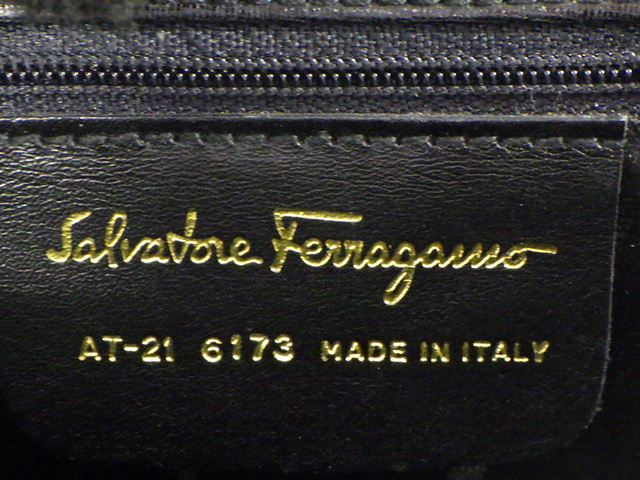 Salvatore Ferragamo
AT-21 6173 MADE IN ITALY